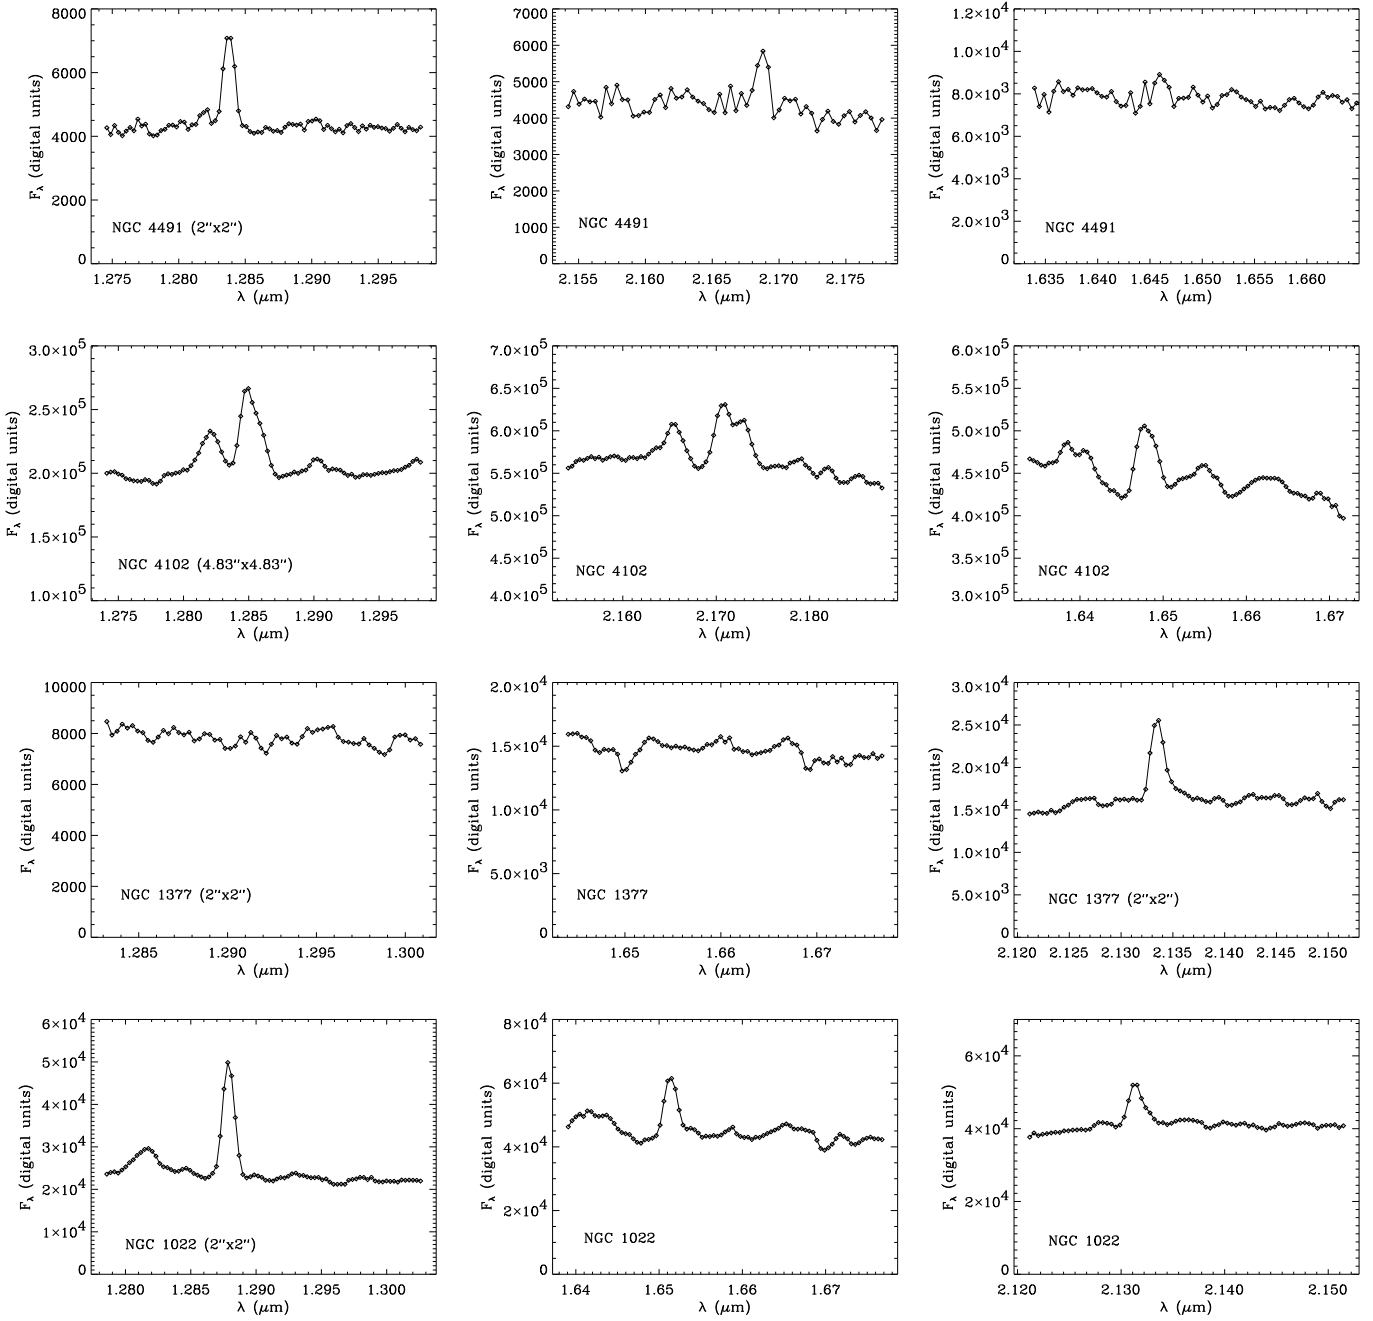 8000
6000
4000
2000
0
F_λ (digital units)
NGC 4491 (2"x2")
1.275 1.280 1.285 1.290 1.295
λ (μm)
7000
6000
5000
4000
3000
2000
1000
0
F_λ (digital units)
NGC 4491
2.155 2.160 2.165 2.170 2.175
λ (μm)
1.2×10^4
1.0×10^4
8.0×10^3
6.0×10^3
4.0×10^3
2.0×10^3
0
F_λ (digital units)
NGC 4491
1.635 1.640 1.645 1.650 1.655 1.660
λ (μm)
3.0×10^5
2.5×10^5
2.0×10^5
1.5×10^5
1.0×10^5
F_λ (digital units)
NGC 4102 (4.83"x4.83")
1.275 1.280 1.285 1.290 1.295
λ (μm)
7.0×10^5
6.5×10^5
6.0×10^5
5.5×10^5
5.0×10^5
4.5×10^5
4.0×10^5
F_λ (digital units)
NGC 4102
2.160 2.170 2.180
λ (μm)
6.0×10^5
5.5×10^5
5.0×10^5
4.5×10^5
4.0×10^5
3.5×10^5
3.0×10^5
F_λ (digital units)
NGC 4102
1.64 1.65 1.66 1.67
λ (μm)
10000
8000
6000
4000
2000
0
F_λ (digital units)
NGC 1377 (2"x2")
1.285 1.290 1.295 1.300
λ (μm)
2.0×10^4
1.5×10^4
1.0×10^4
5.0×10^3
0
F_λ (digital units)
NGC 1377
1.65 1.66 1.67
λ (μm)
3.0×10^4
2.5×10^4
2.0×10^4
1.5×10^4
1.0×10^4
5.0×10^3
0
F_λ (digital units)
NGC 1377 (2"x2")
2.120 2.125 2.130 2.135 2.140 2.145 2.150
λ (μm)
6×10^4
5×10^4
4×10^4
3×10^4
2×10^4
1×10^4
0
F_λ (digital units)
NGC 1022 (2"x2")
1.280 1.285 1.290 1.295 1.300
λ (μm)
8×10^4
6×10^4
4×10^4
2×10^4
0
F_λ (digital units)
NGC 1022
1.64 1.65 1.66 1.67
λ (μm)
6×10^4
4×10^4
2×10^4
0
F_λ (digital units)
NGC 1022
2.120 2.130 2.140 2.150
λ (μm)